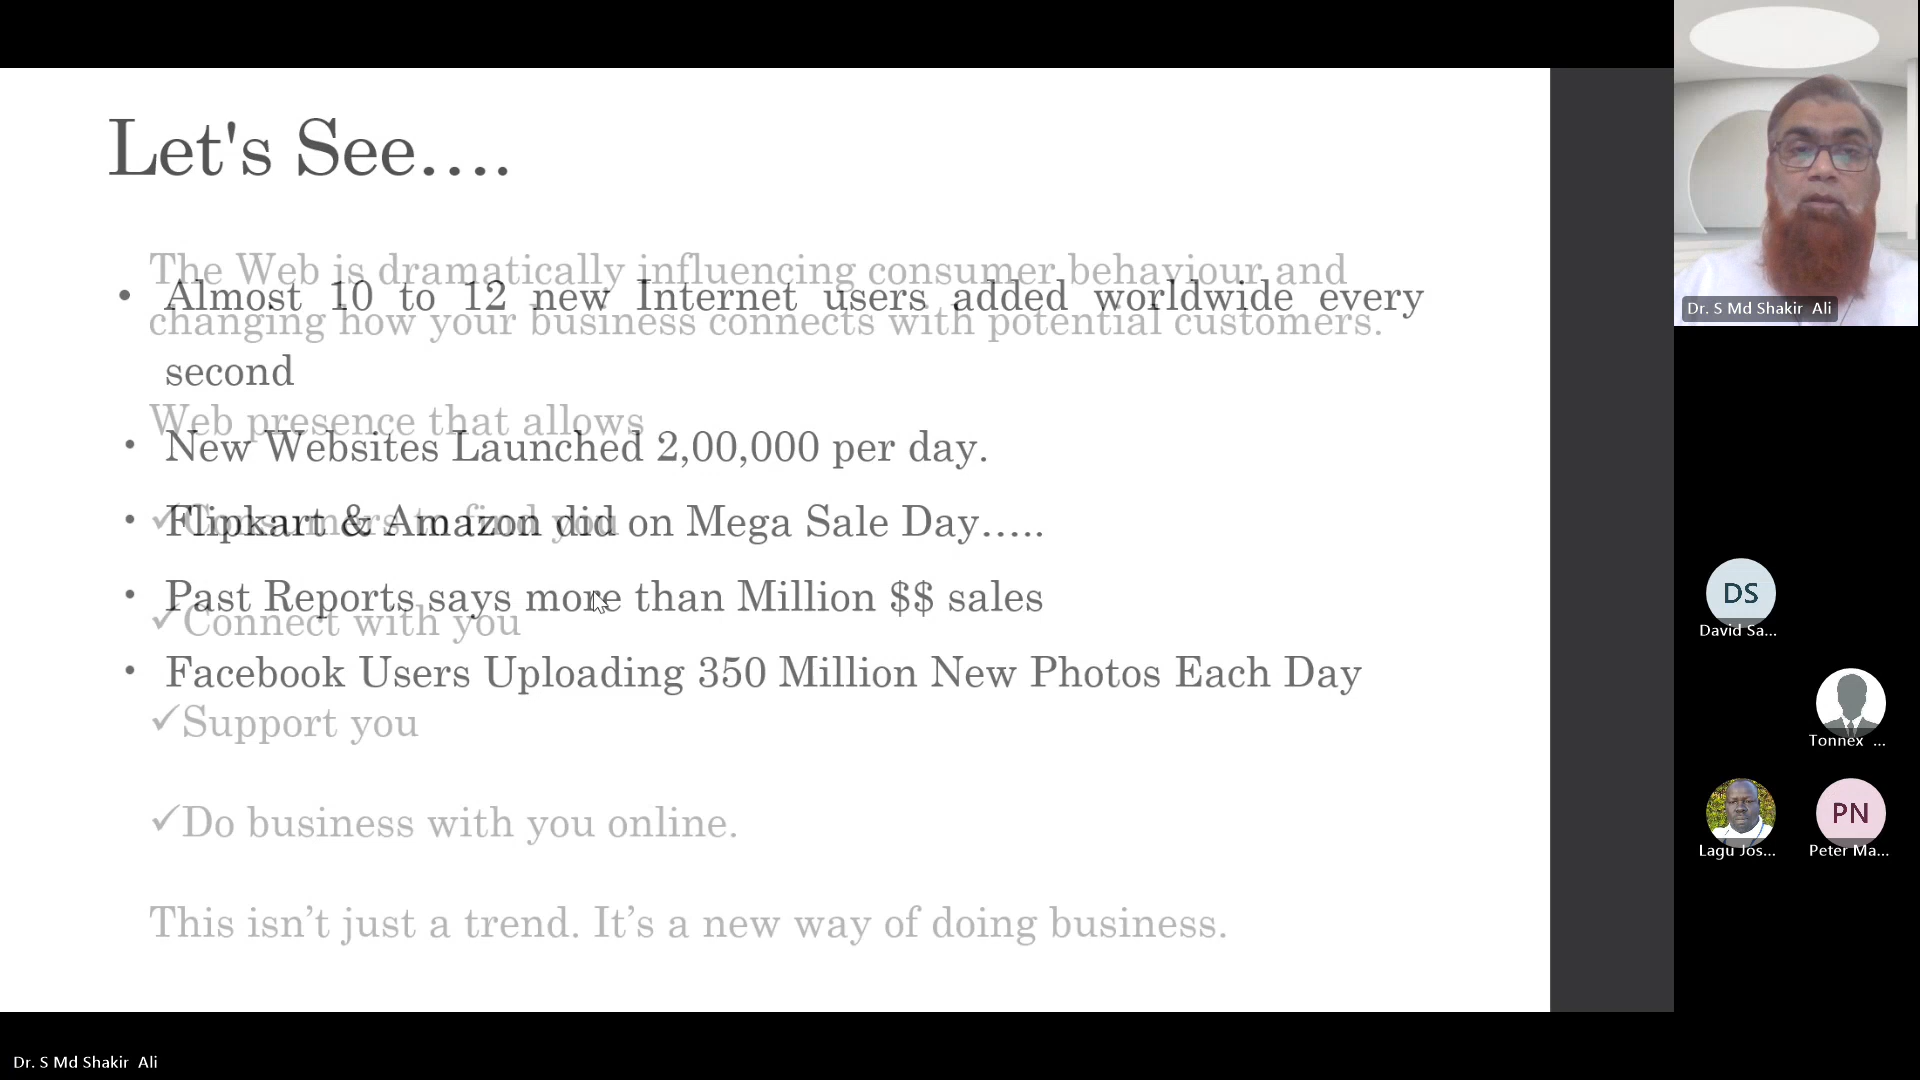 Let's See....
The Web is dramatically influencing consumer behaviour and
• Almost 10 to 12 new Internet users added worldwide every
changing how your business connects with potential customers.
second
Web presence that allows
• New Websites Launched 2,00,000 per day.
• Flipkart & Amazon did on Mega Sale Day.....
✓Consumers to find you
• Past Reports says more than Million $$ sales
✓Connect with you
• Facebook Users Uploading 350 Million New Photos Each Day
✓Support you
✓Do business with you online.
This isn’t just a trend. It’s a new way of doing business.
Dr. S Md Shakir Ali
DS
David Sa...
Tonnex ...
Lagu Jos...
PN
Peter Ma...
Dr. S Md Shakir Ali